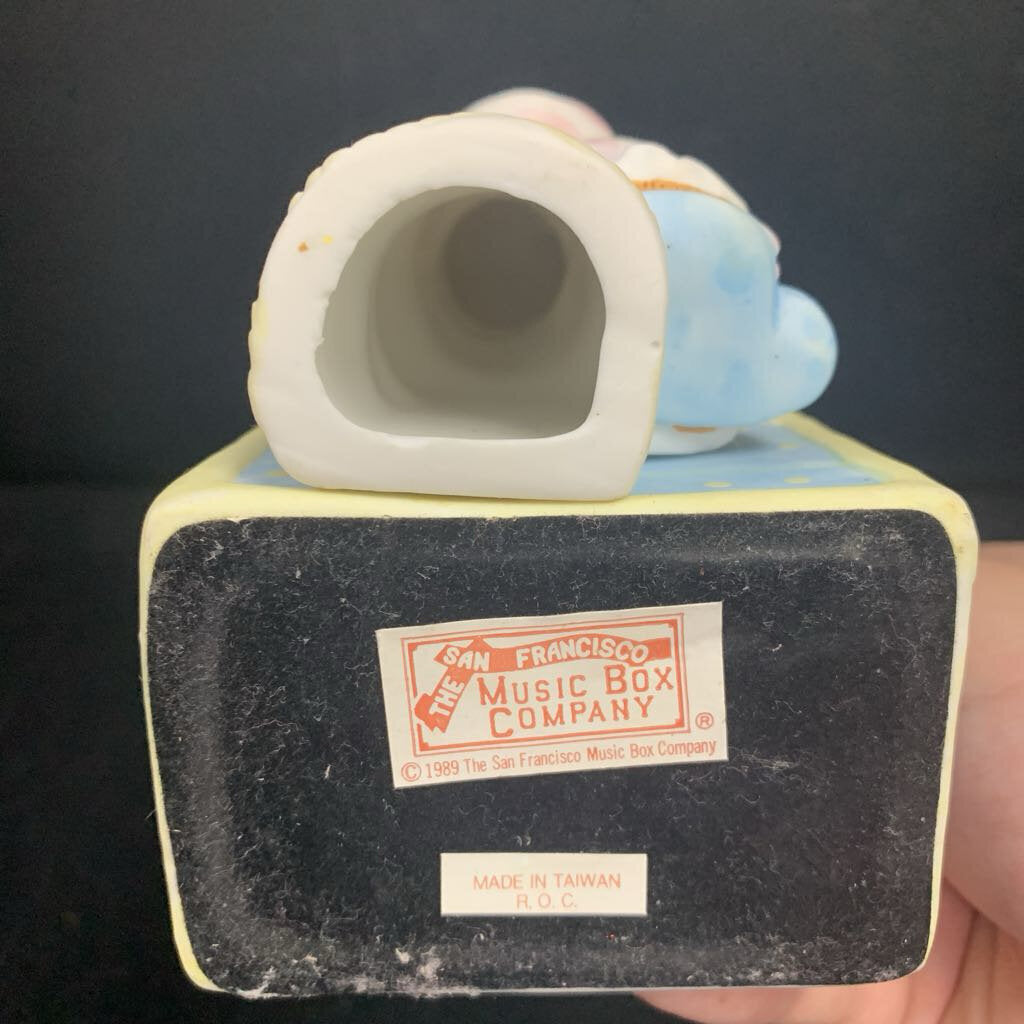 THE SAN FRANCISCO
MUSIC BOX
COMPANY ®
© 1989 The San Francisco Music Box Company
MADE IN TAIWAN
R. O. C.